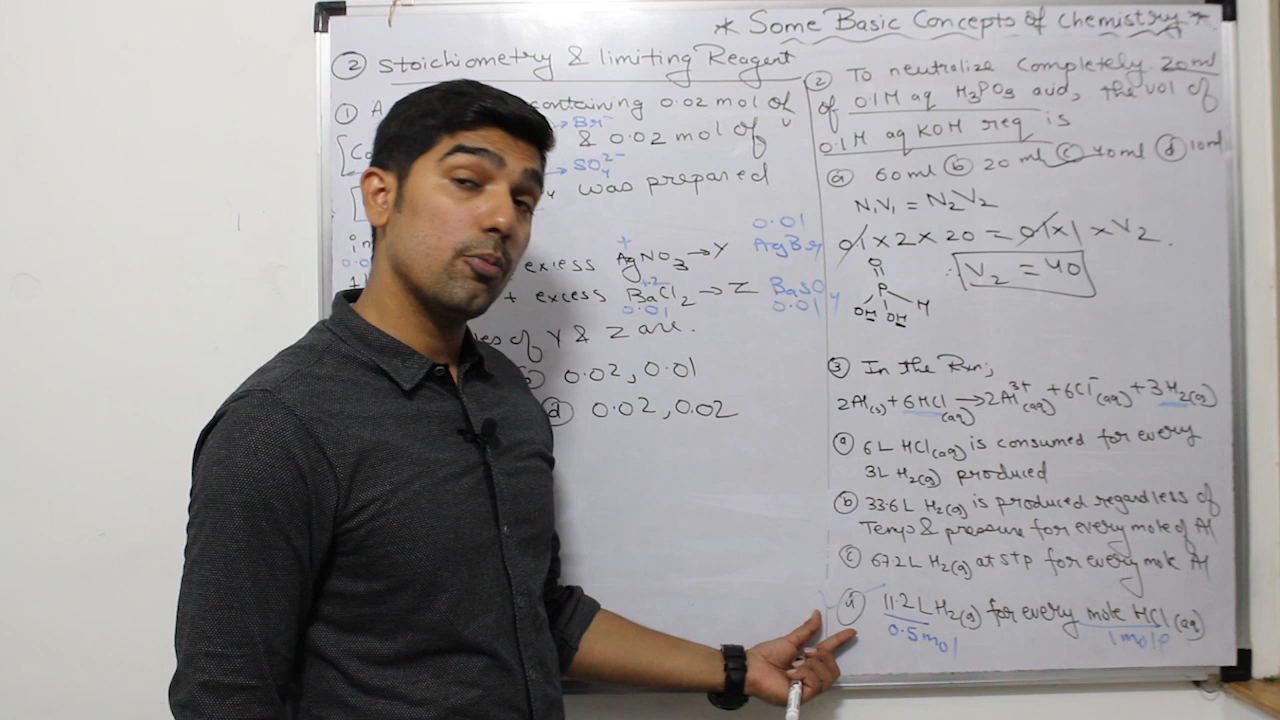 * Some Basic Concepts of Chemistry *
② Stoichiometry & limiting Reagent
① A containing 0.02 mol of
→ Br⁻
[Co & 0.02 mol of
→ SO₄²⁻
was prepared
0.01
+
excess AgNO₃ → Y AgBr
+2
+ excess BaCl₂ → Z BaSO₄
0.01 0.01
of Y & Z are.
0.02, 0.01
ⓓ 0.02, 0.02
② To neutralize completely 20ml
of 0.1M aq H₃PO₃ acid, the vol of
0.1M aq KOH req is
ⓐ 60ml ⓑ 20ml ⓒ 40ml ⓓ 10ml
N₁V₁ = N₂V₂
0.1 x 2 x 20 = 0.1 x 1 x V₂
∴ V₂ = 40
O
P
H
OH OH
③ In the Rxn;
2Al(s) + 6HCl(aq) → 2Al³⁺(aq) + 6Cl⁻(aq) + 3H₂(g)
ⓐ 6L HCl(aq) is consumed for every
3L H₂(g) produced
ⓑ 33.6L H₂(g) is produced regardless of
Temp & pressure for every mole of Al
ⓒ 67.2L H₂(g) at STP for every mole Al
ⓓ 11.2L H₂(g) for every mole HCl(aq)
0.5mol 1mole